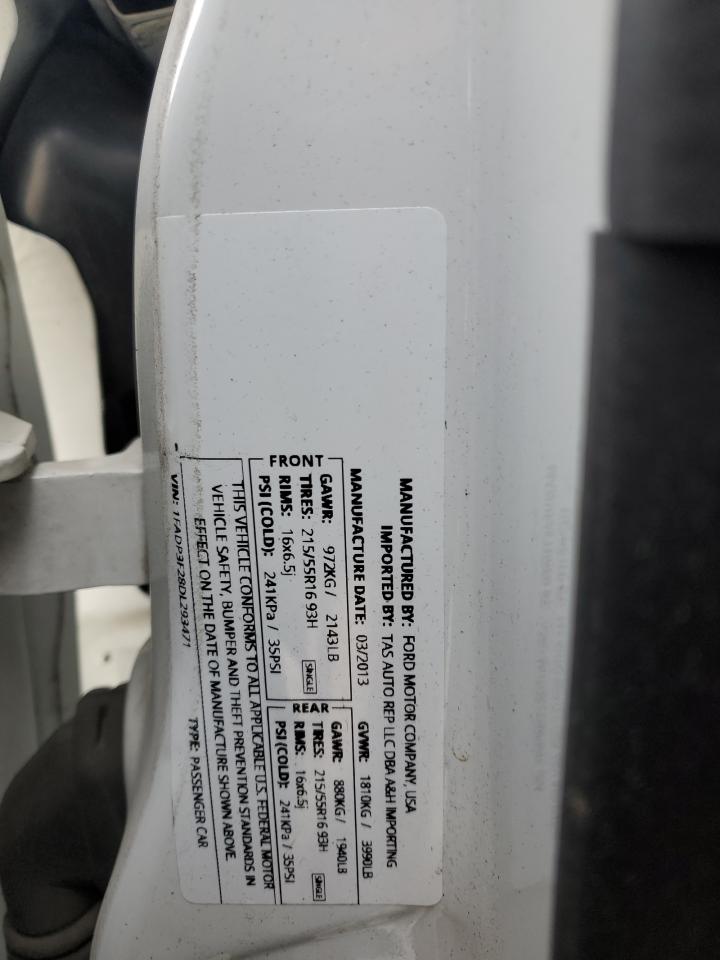 MANUFACTURED BY: FORD MOTOR COMPANY, USA
IMPORTED BY: TAS AUTO REP LLC DBA A&H IMPORTING
MANUFACTURE DATE: 03/2013 GVWR: 1810KG / 3990LB
FRONT
GAWR: 972KG / 2143LB
TIRES: 215/55R16 93H SINGLE
RIMS: 16x6.5j
PSI (COLD): 241KPa / 35PSI
REAR
GAWR: 880KG / 1940LB
TIRES: 215/55R16 93H SINGLE
RIMS: 16x6.5j
PSI (COLD): 241KPa / 35PSI
THIS VEHICLE CONFORMS TO ALL APPLICABLE U.S. FEDERAL MOTOR
VEHICLE SAFETY, BUMPER AND THEFT PREVENTION STANDARDS IN
EFFECT ON THE DATE OF MANUFACTURE SHOWN ABOVE.
VIN: 1FADP3F28DL293471 TYPE: PASSENGER CAR